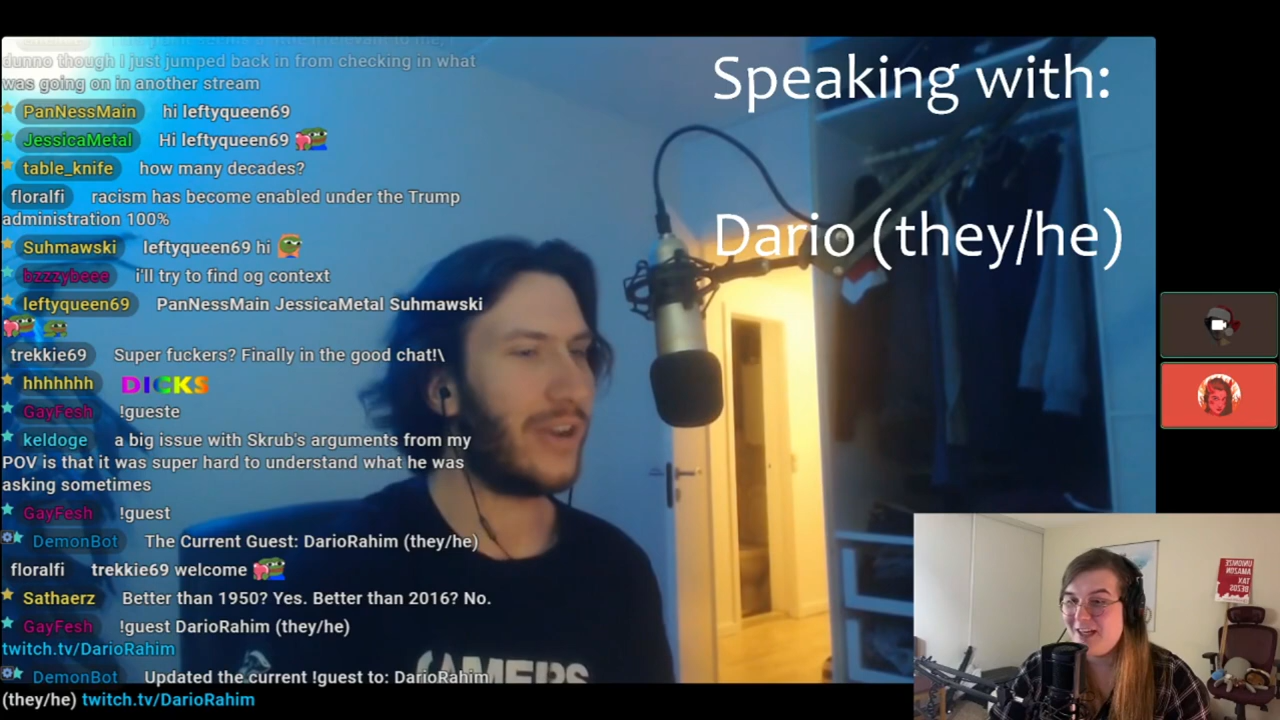 dunno though I just jumped back in from checking in what
was going on in another stream
PanNessMain hi leftyqueen69
JessicaMetal Hi leftyqueen69
table_knife how many decades?
floralfi racism has become enabled under the Trump
administration 100%
Suhmawski leftyqueen69 hi
bzzzybeee i'll try to find og context
leftyqueen69 PanNessMain JessicaMetal Suhmawski
trekkie69 Super fuckers? Finally in the good chat!\
hhhhhhh DICKS
GayFesh !gueste
keldoge a big issue with Skrub's arguments from my
POV is that it was super hard to understand what he was
asking sometimes
GayFesh !guest
DemonBot The Current Guest: DarioRahim (they/he)
floralfi trekkie69 welcome
Sathaerz Better than 1950? Yes. Better than 2016? No.
GayFesh !guest DarioRahim (they/he)
twitch.tv/DarioRahim
DemonBot Updated the current !guest to: DarioRahim
(they/he) twitch.tv/DarioRahim
Speaking with:
Dario (they/he)
GAMERS
UNIONIZE
AMAZON
TAX
BEZOS